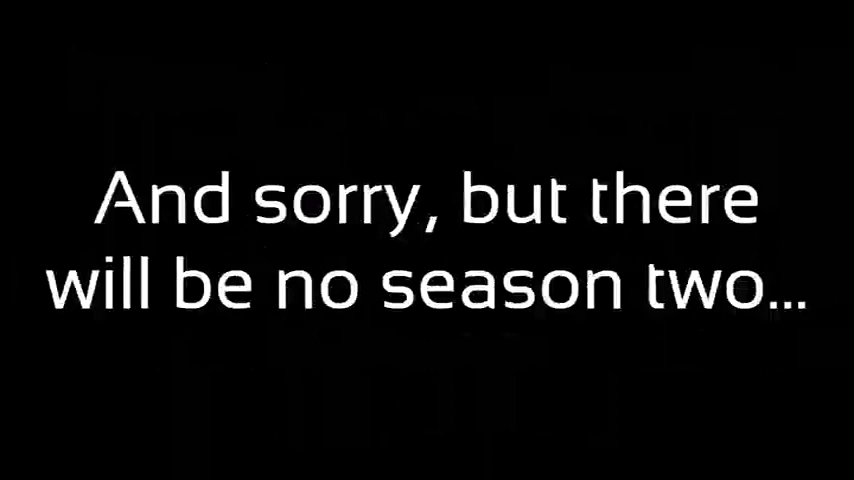 And sorry, but there
will be no season two...